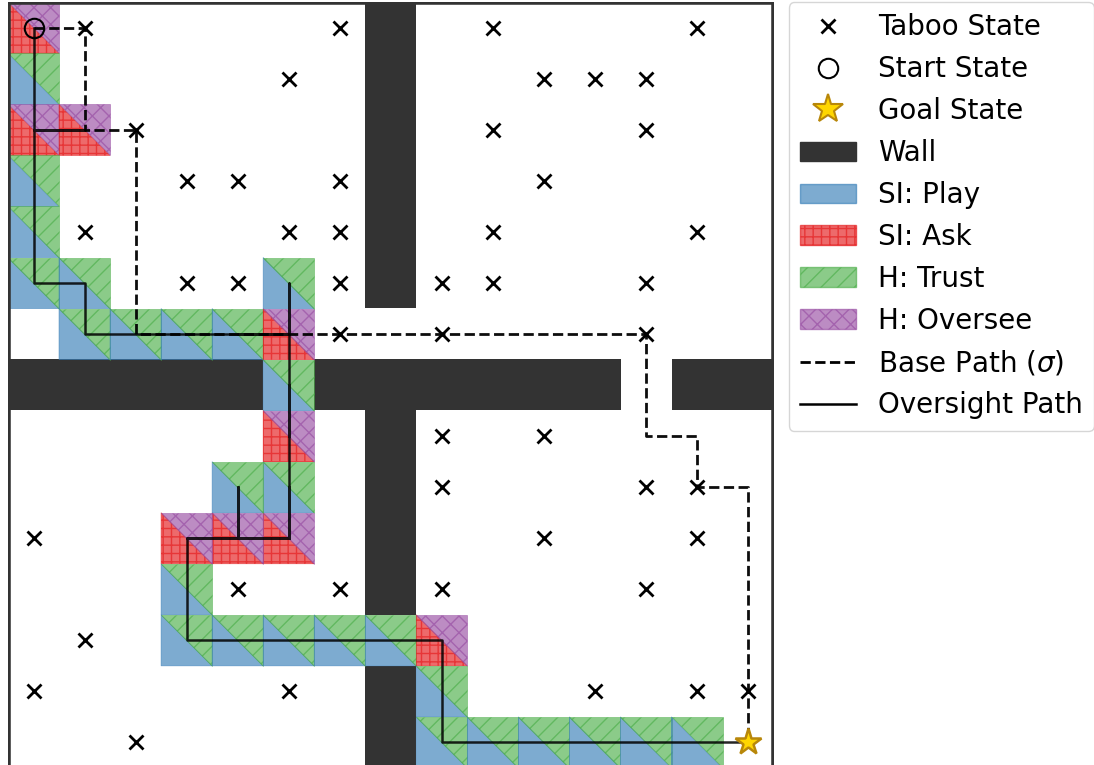 Taboo State
Start State
Goal State
Wall
SI: Play
SI: Ask
H: Trust
H: Oversee
Base Path (σ)
Oversight Path